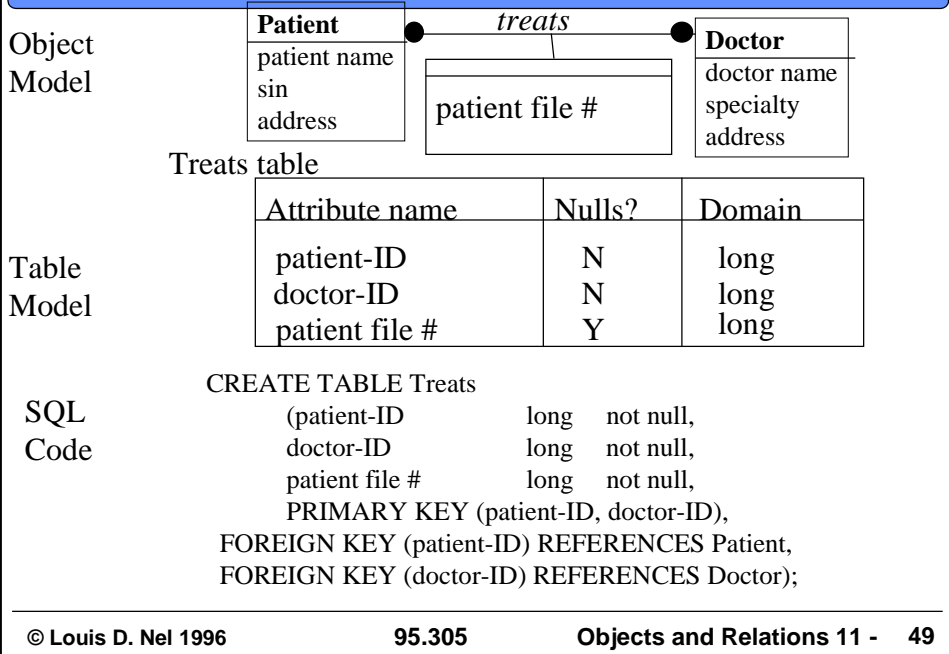 Object
Model
Patient
patient name
sin
address
treats
patient file #
Doctor
doctor name
specialty
address
Treats table
Table
Model
Attribute name Nulls? Domain
patient-ID N long
doctor-ID N long
patient file # Y long
SQL
Code
CREATE TABLE Treats
(patient-ID long not null,
doctor-ID long not null,
patient file # long not null,
PRIMARY KEY (patient-ID, doctor-ID),
FOREIGN KEY (patient-ID) REFERENCES Patient,
FOREIGN KEY (doctor-ID) REFERENCES Doctor);
© Louis D. Nel 1996 95.305 Objects and Relations 11 - 49